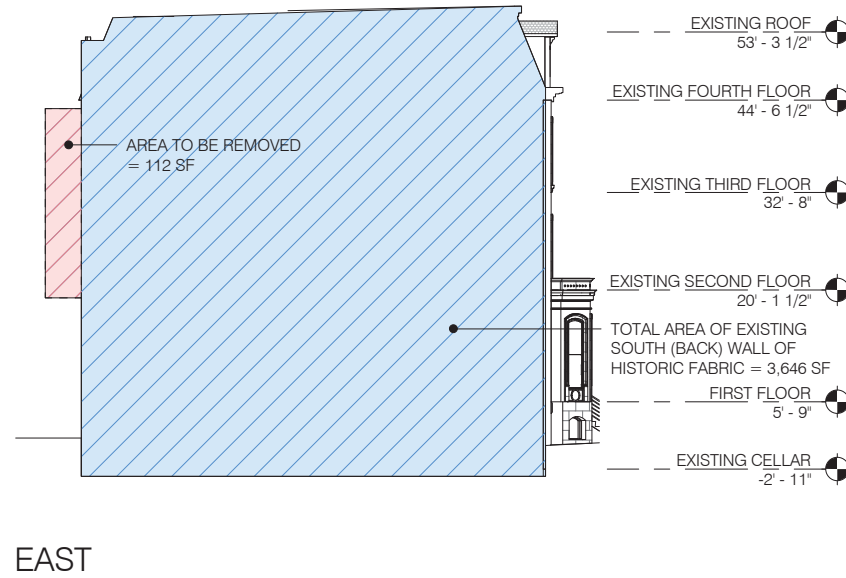 EXISTING ROOF
53' - 3 1/2"
EXISTING FOURTH FLOOR
44' - 6 1/2"
AREA TO BE REMOVED
= 112 SF
EXISTING THIRD FLOOR
32' - 8"
EXISTING SECOND FLOOR
20' - 1 1/2"
TOTAL AREA OF EXISTING
SOUTH (BACK) WALL OF
HISTORIC FABRIC = 3,646 SF
FIRST FLOOR
5' - 9"
EXISTING CELLAR
-2' - 11"
EAST